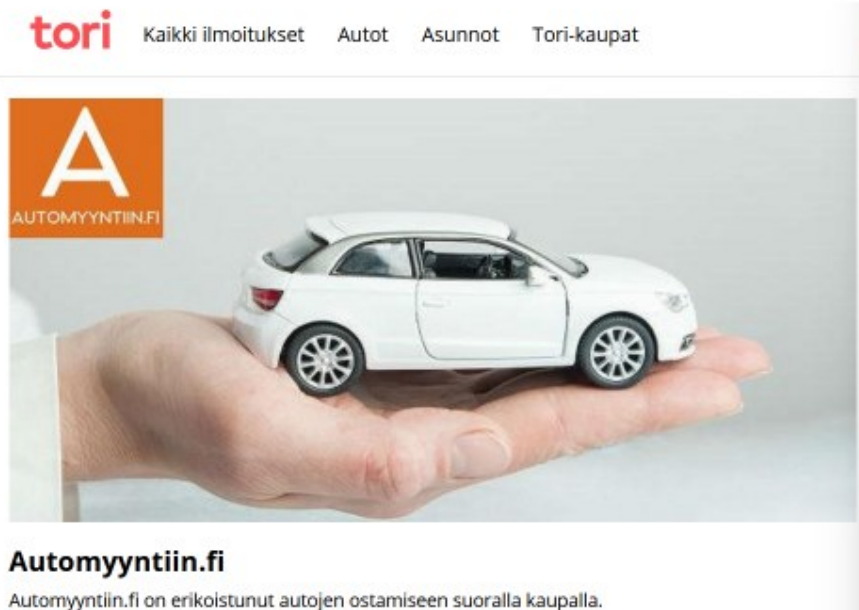 tori Kaikki ilmoitukset Autot Asunnot Tori-kaupat
A
AUTOMYYNTIIN.FI
Automyyntiin.fi
Automyyntiin.fi on erikoistunut autojen ostamiseen suoralla kaupalla.